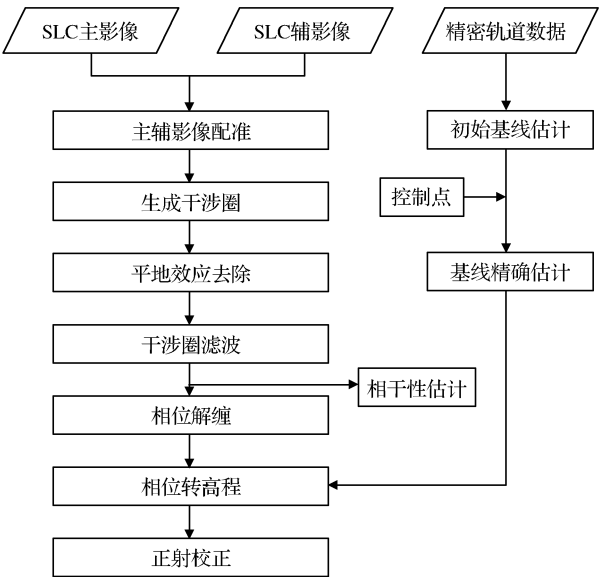 SLC主影像
SLC辅影像
精密轨道数据
主辅影像配准
初始基线估计
生成干涉圈
控制点
平地效应去除
基线精确估计
干涉圈滤波
相干性估计
相位解缠
相位转高程
正射校正